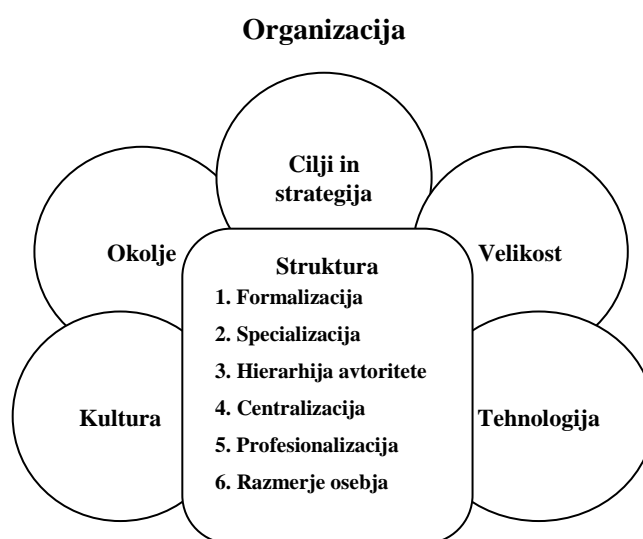 Organizacija
Cilji in
strategija
Okolje
Velikost
Struktura
1. Formalizacija
2. Specializacija
3. Hierarhija avtoritete
4. Centralizacija
5. Profesionalizacija
6. Razmerje osebja
Kultura
Tehnologija